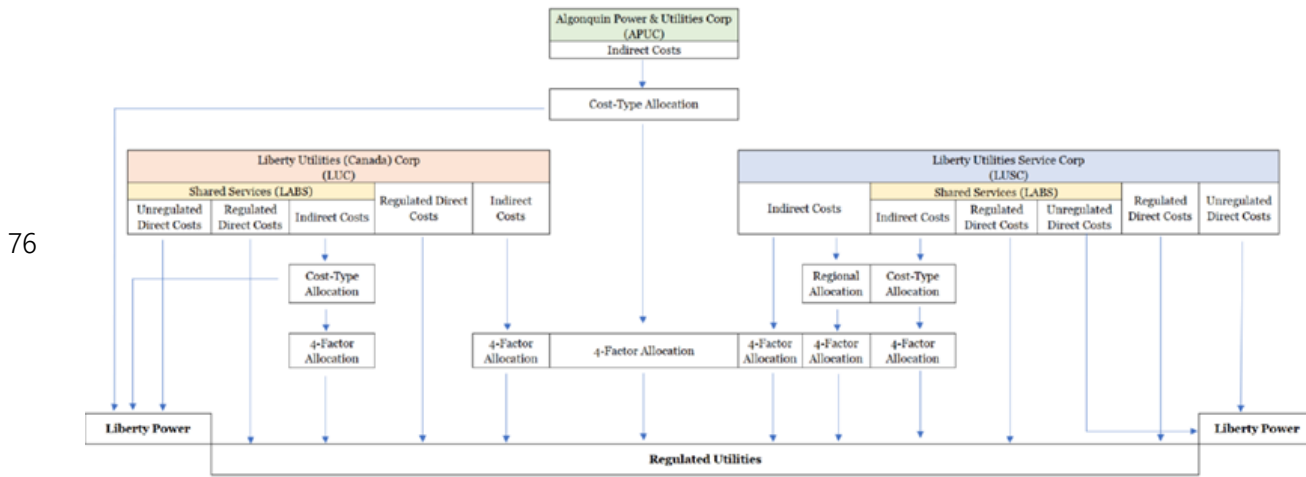 Algonquin Power & Utilities Corp
(APUC)
Indirect Costs
Cost-Type Allocation
Liberty Utilities (Canada) Corp
(LUC)
Shared Services (LABS)
Unregulated
Direct Costs
Regulated
Direct Costs
Indirect Costs
Regulated Direct
Costs
Indirect
Costs
Liberty Utilities Service Corp
(LUSC)
Indirect Costs
Shared Services (LABS)
Indirect Costs
Regulated
Direct Costs
Unregulated
Direct Costs
Regulated
Direct Costs
Unregulated
Direct Costs
76
Cost-Type
Allocation
Regional
Allocation
Cost-Type
Allocation
4-Factor
Allocation
4-Factor
Allocation
4-Factor Allocation
4-Factor
Allocation
4-Factor
Allocation
4-Factor
Allocation
Liberty Power
Liberty Power
Regulated Utilities